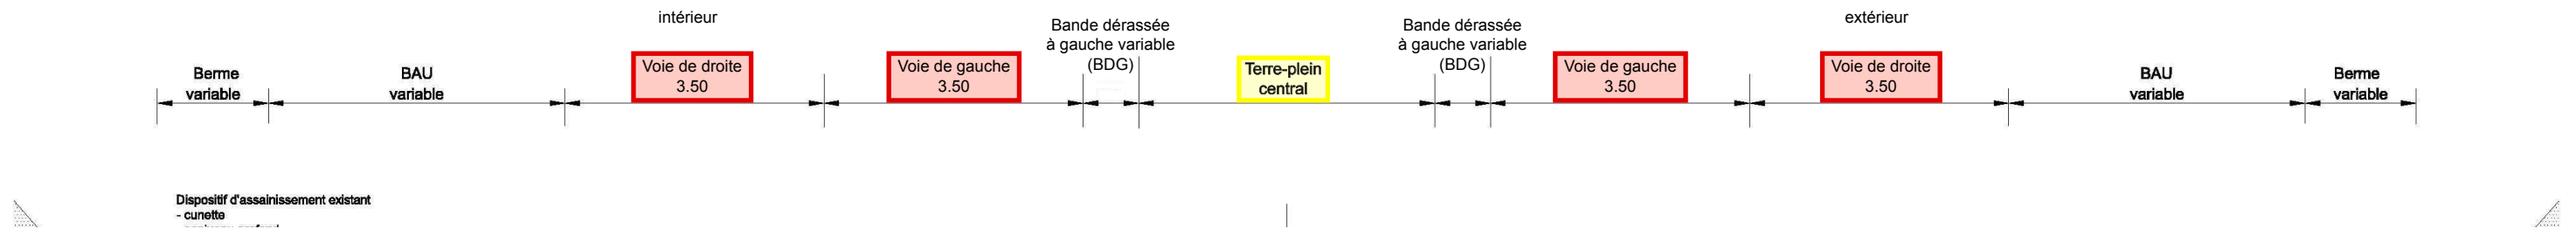 intérieur
extérieur
Berme
variable
BAU
variable
Voie de droite
3.50
Voie de gauche
3.50
Bande dérassée
à gauche variable
(BDG)
Terre-plein
central
Bande dérassée
à gauche variable
(BDG)
Voie de gauche
3.50
Voie de droite
3.50
BAU
variable
Berme
variable
Dispositif d'assainissement existant
- cunette